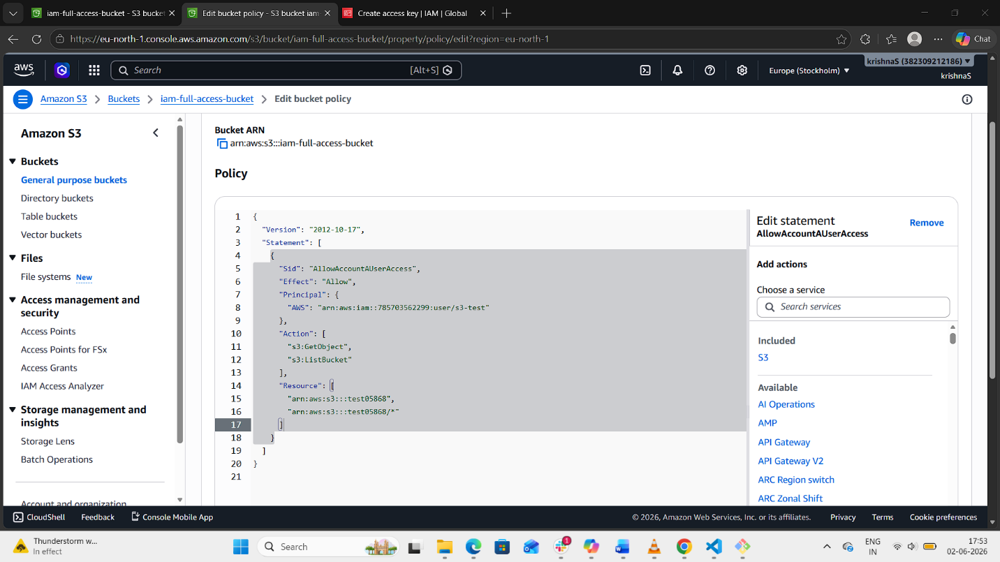 iam-full-access-bucket - S3 bucket
Edit bucket policy - S3 bucket iam
Create access key | IAM | Global
https://eu-north-1.console.aws.amazon.com/s3/bucket/iam-full-access-bucket/property/policy/edit?region=eu-north-1
Chat
aws
Search
[Alt+S]
Europe (Stockholm)
krishnaS (382309212186)
krishnaS
Amazon S3
Buckets
iam-full-access-bucket
Edit bucket policy
Amazon S3
Buckets
General purpose buckets
Directory buckets
Table buckets
Vector buckets
Files
File systems New
Access management and
security
Access Points
Access Points for FSx
Access Grants
IAM Access Analyzer
Storage management and
insights
Storage Lens
Batch Operations
Account and organization
Bucket ARN
arn:aws:s3:::iam-full-access-bucket
Policy
1 {
2 "Version": "2012-10-17",
3 "Statement": [
4 {
5 "Sid": "AllowAccountAUserAccess",
6 "Effect": "Allow",
7 "Principal": {
8 "AWS": "arn:aws:iam::785703562299:user/s3-test"
9 },
10 "Action": [
11 "s3:GetObject",
12 "s3:ListBucket"
13 ],
14 "Resource": [
15 "arn:aws:s3:::test05868",
16 "arn:aws:s3:::test05868/*"
17 ]
18 }
19 ]
20 }
21
Edit statement
Remove
AllowAccountAUserAccess
Add actions
Choose a service
Search services
Included
S3
Available
AI Operations
AMP
API Gateway
API Gateway V2
ARC Region switch
ARC Zonal Shift
CloudShell
Feedback
Console Mobile App
© 2026, Amazon Web Services, Inc. or its affiliates.
Privacy
Terms
Cookie preferences
Thunderstorm w...
In effect
Search
1
ENG
IN
17:53
02-06-2026